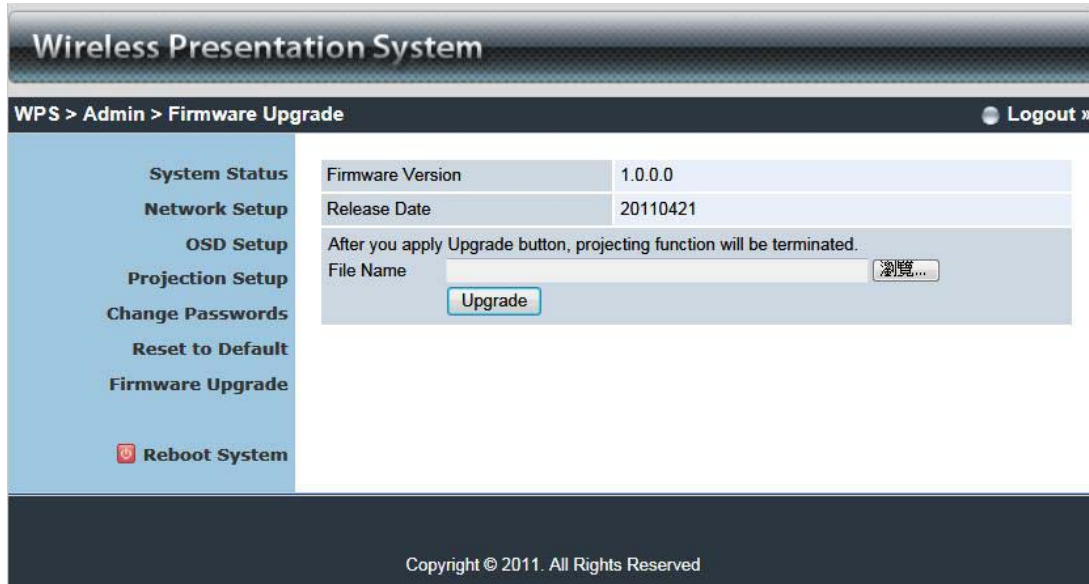 Wireless Presentation System
WPS > Admin > Firmware Upgrade
Logout »
System Status
Network Setup
OSD Setup
Projection Setup
Change Passwords
Reset to Default
Firmware Upgrade
Reboot System
Firmware Version 1.0.0.0
Release Date 20110421
After you apply Upgrade button, projecting function will be terminated.
File Name 瀏覽...
Upgrade
Copyright © 2011. All Rights Reserved